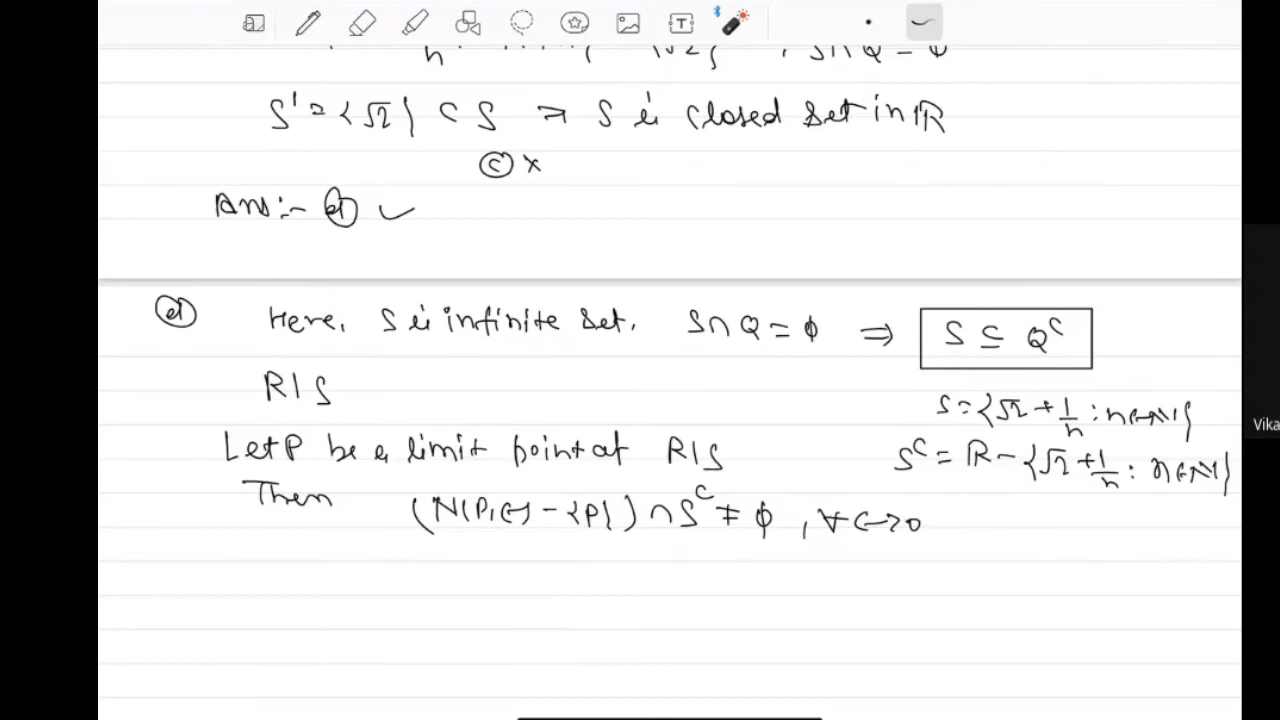 S' = {√2} ⊂ S ⇒ S is closed set in ℝ
ⓒ ×
Ans :- ⓓ ✓
ⓓ Here, S is infinite set. S∩Q = ϕ ⇒ S ⊆ Q^c
R|S
S = {√2 + 1/n : n∈ℕ}
Let P be a limit point of R|S
S^c = ℝ - {√2 + 1/n : n∈ℕ}
Then (N(P,ϵ) - {P}) ∩ S^c ≠ ϕ , ∀ ϵ>0
Vika